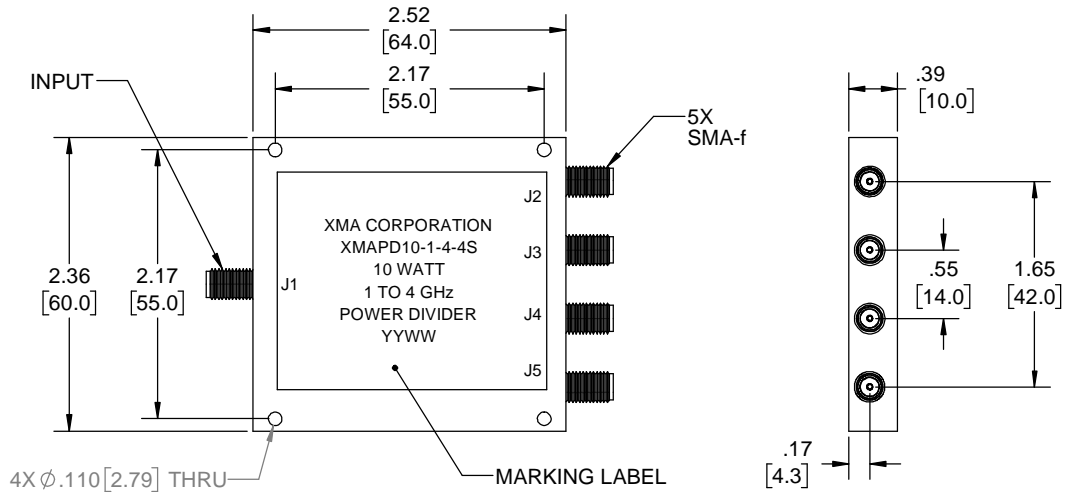 2.52
[64.0]
2.17
[55.0]
INPUT
5X
SMA-f
.39
[10.0]
2.36
[60.0]
2.17
[55.0]
J1
XMA CORPORATION
XMAPD10-1-4-4S
10 WATT
1 TO 4 GHz
POWER DIVIDER
YYWW
J2
J3
J4
J5
.55
[14.0]
1.65
[42.0]
4X ⌀ .110 [2.79] THRU
MARKING LABEL
.17
[4.3]